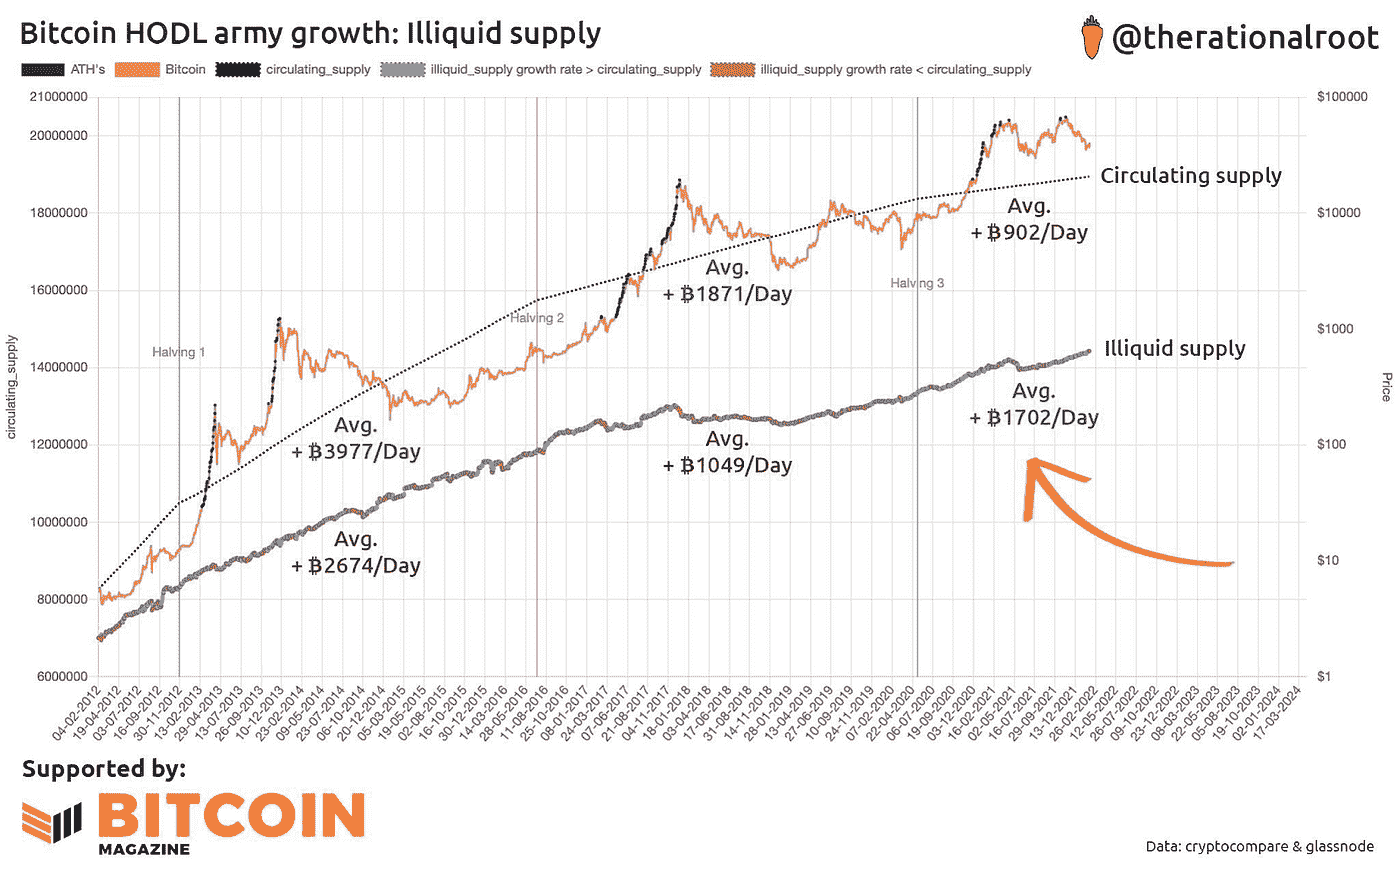 Bitcoin HODL army growth: Illiquid supply
@therationalroot
ATH's
Bitcoin
circulating_supply
illiquid_supply growth rate > circulating_supply
illiquid_supply growth rate < circulating_supply
21000000
20000000
18000000
16000000
14000000
12000000
10000000
8000000
6000000
circulating_supply
$100000
$10000
$1000
$100
$10
$1
Price
Halving 1
Halving 2
Halving 3
Circulating supply
Avg.
+ ₿902/Day
Avg.
+ ₿1871/Day
Avg.
+ ₿3977/Day
Illiquid supply
Avg.
+ ₿1702/Day
Avg.
+ ₿1049/Day
Avg.
+ ₿2674/Day
04-02-2012
19-04-2012
03-07-2012
16-09-2012
30-11-2012
13-02-2013
29-04-2013
13-07-2013
26-09-2013
10-12-2013
23-02-2014
09-05-2014
23-07-2014
06-10-2014
20-12-2014
05-03-2015
19-05-2015
02-08-2015
16-10-2015
30-12-2015
14-03-2016
28-05-2016
11-08-2016
25-10-2016
08-01-2017
24-03-2017
07-06-2017
21-08-2017
04-11-2017
18-01-2018
03-04-2018
17-06-2018
31-08-2018
14-11-2018
28-01-2019
13-04-2019
27-06-2019
10-09-2019
24-11-2019
07-02-2020
22-04-2020
06-07-2020
19-09-2020
03-12-2020
16-02-2021
02-05-2021
16-07-2021
29-09-2021
13-12-2021
26-02-2022
12-05-2022
26-07-2022
09-10-2022
23-12-2022
08-03-2023
22-05-2023
05-08-2023
19-10-2023
02-01-2024
17-03-2024
Supported by:
BITCOIN
MAGAZINE
Data: cryptocompare & glassnode